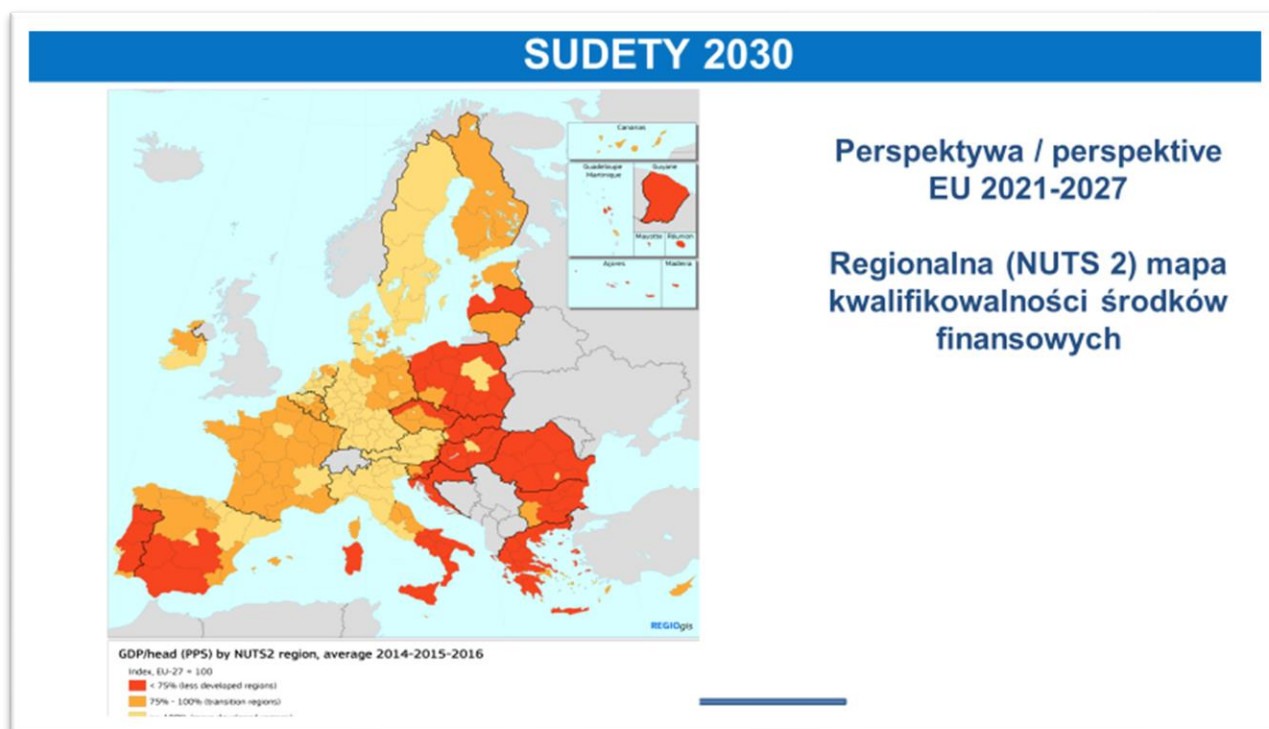 SUDETY 2030
Perspektywa / perspektive
EU 2021-2027
Regionalna (NUTS 2) mapa
kwalifikowalności środków
finansowych
Canarias
Guadeloupe
Martinique
Guyane
Mayotte
Réunion
Açores
Madeira
REGIOgis
GDP/head (PPS) by NUTS2 region, average 2014-2015-2016
Index, EU-27 = 100
< 75% (less developed regions)
75% - 100% (transition regions)